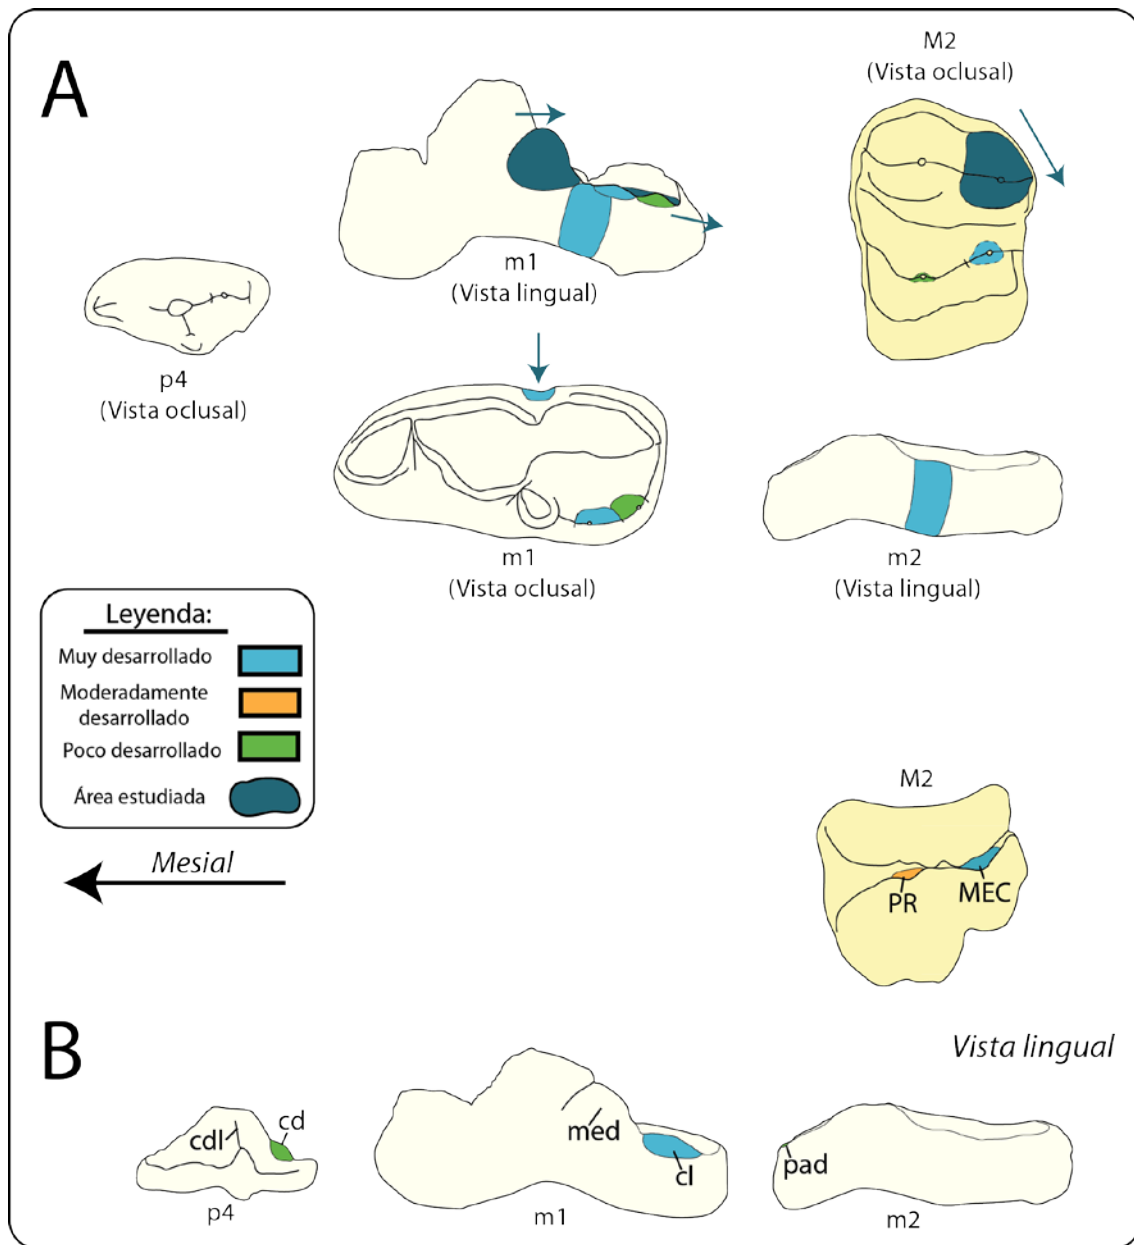 A
M2
(Vista oclusal)
m1
(Vista lingual)
p4
(Vista oclusal)
m1
(Vista oclusal)
m2
(Vista lingual)
Leyenda:
Muy desarrollado
Moderadamente
desarrollado
Poco desarrollado
Área estudiada
Mesial
M2
PR
MEC
B
Vista lingual
cdl
cd
p4
med
cl
m1
pad
m2